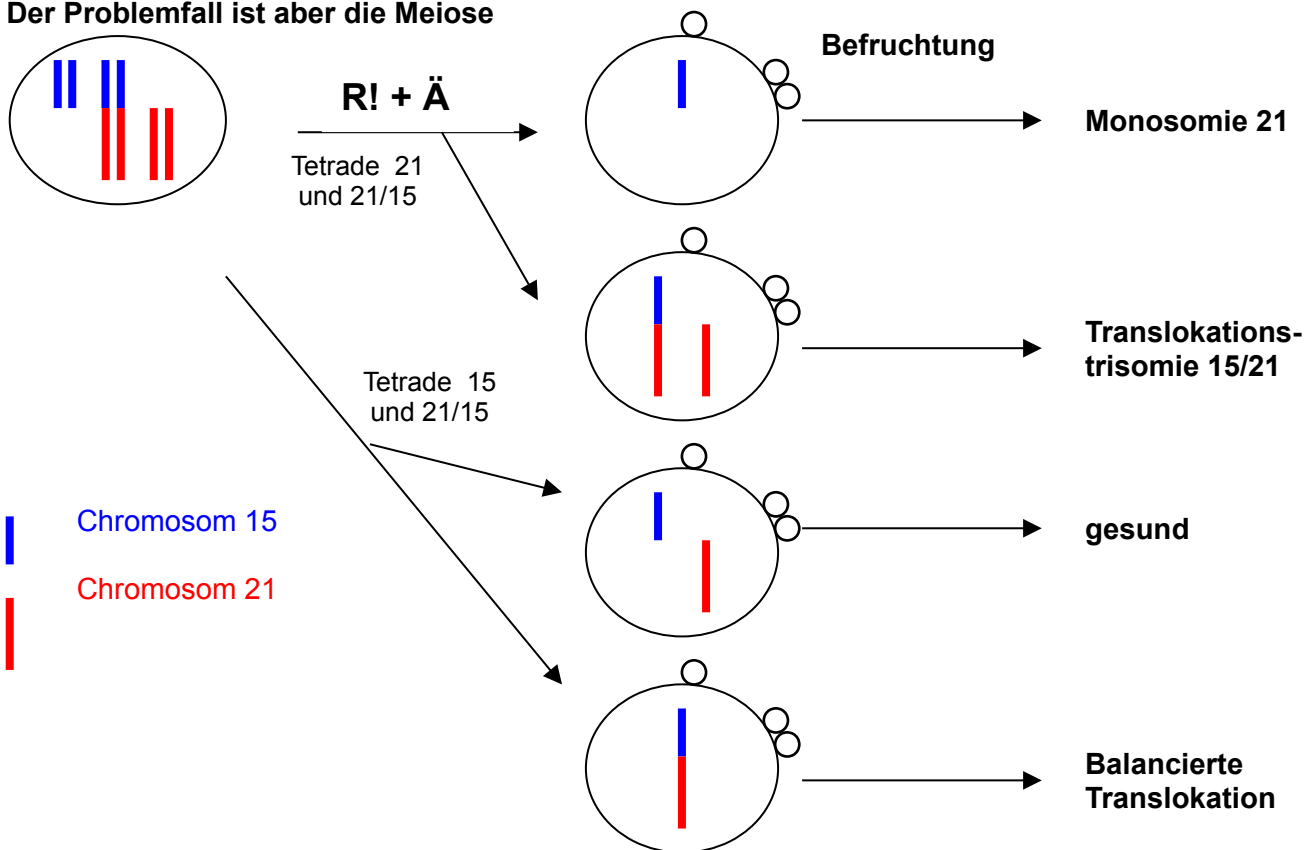 Der Problemfall ist aber die Meiose
Befruchtung
R! + Ä
Monosomie 21
Tetrade 21
und 21/15
Translokations-
trisomie 15/21
Tetrade 15
und 21/15
Chromosom 15
gesund
Chromosom 21
Balancierte
Translokation